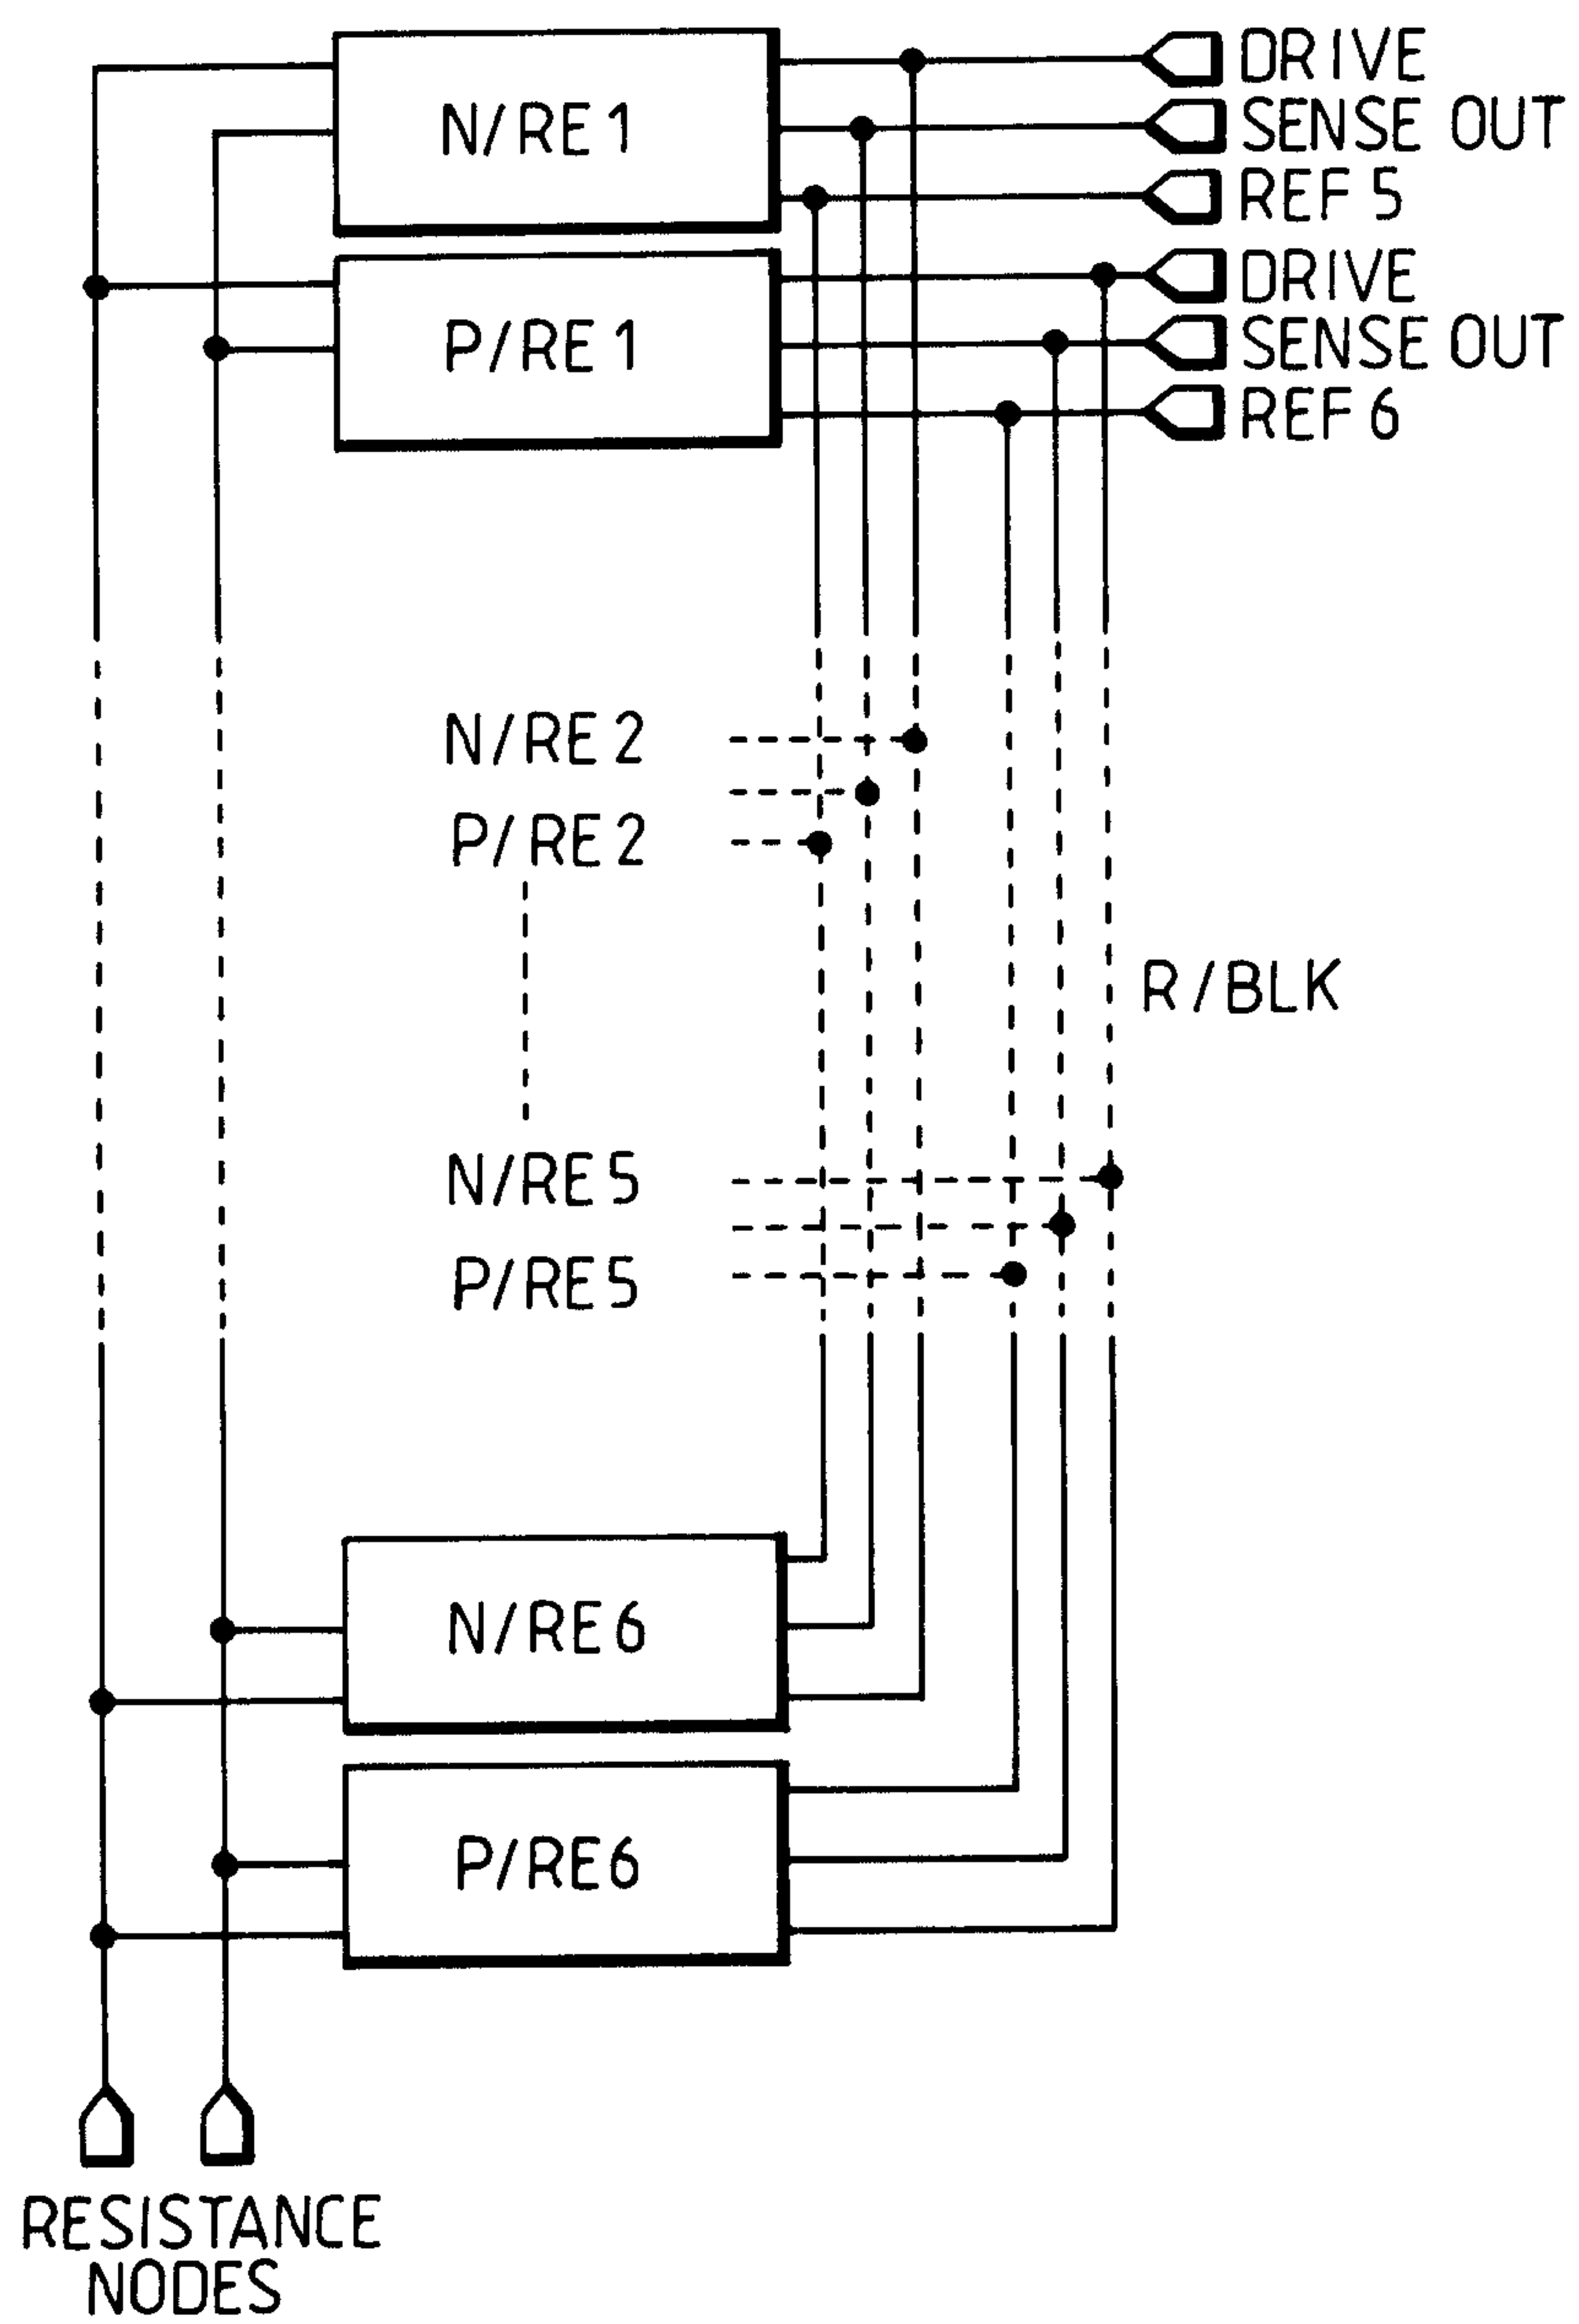 N/RE1
DRIVE
SENSE OUT
REF 5
P/RE1
DRIVE
SENSE OUT
REF 6
N/RE2
P/RE2
R/BLK
N/RE5
P/RE5
N/RE6
P/RE6
RESISTANCE
NODES